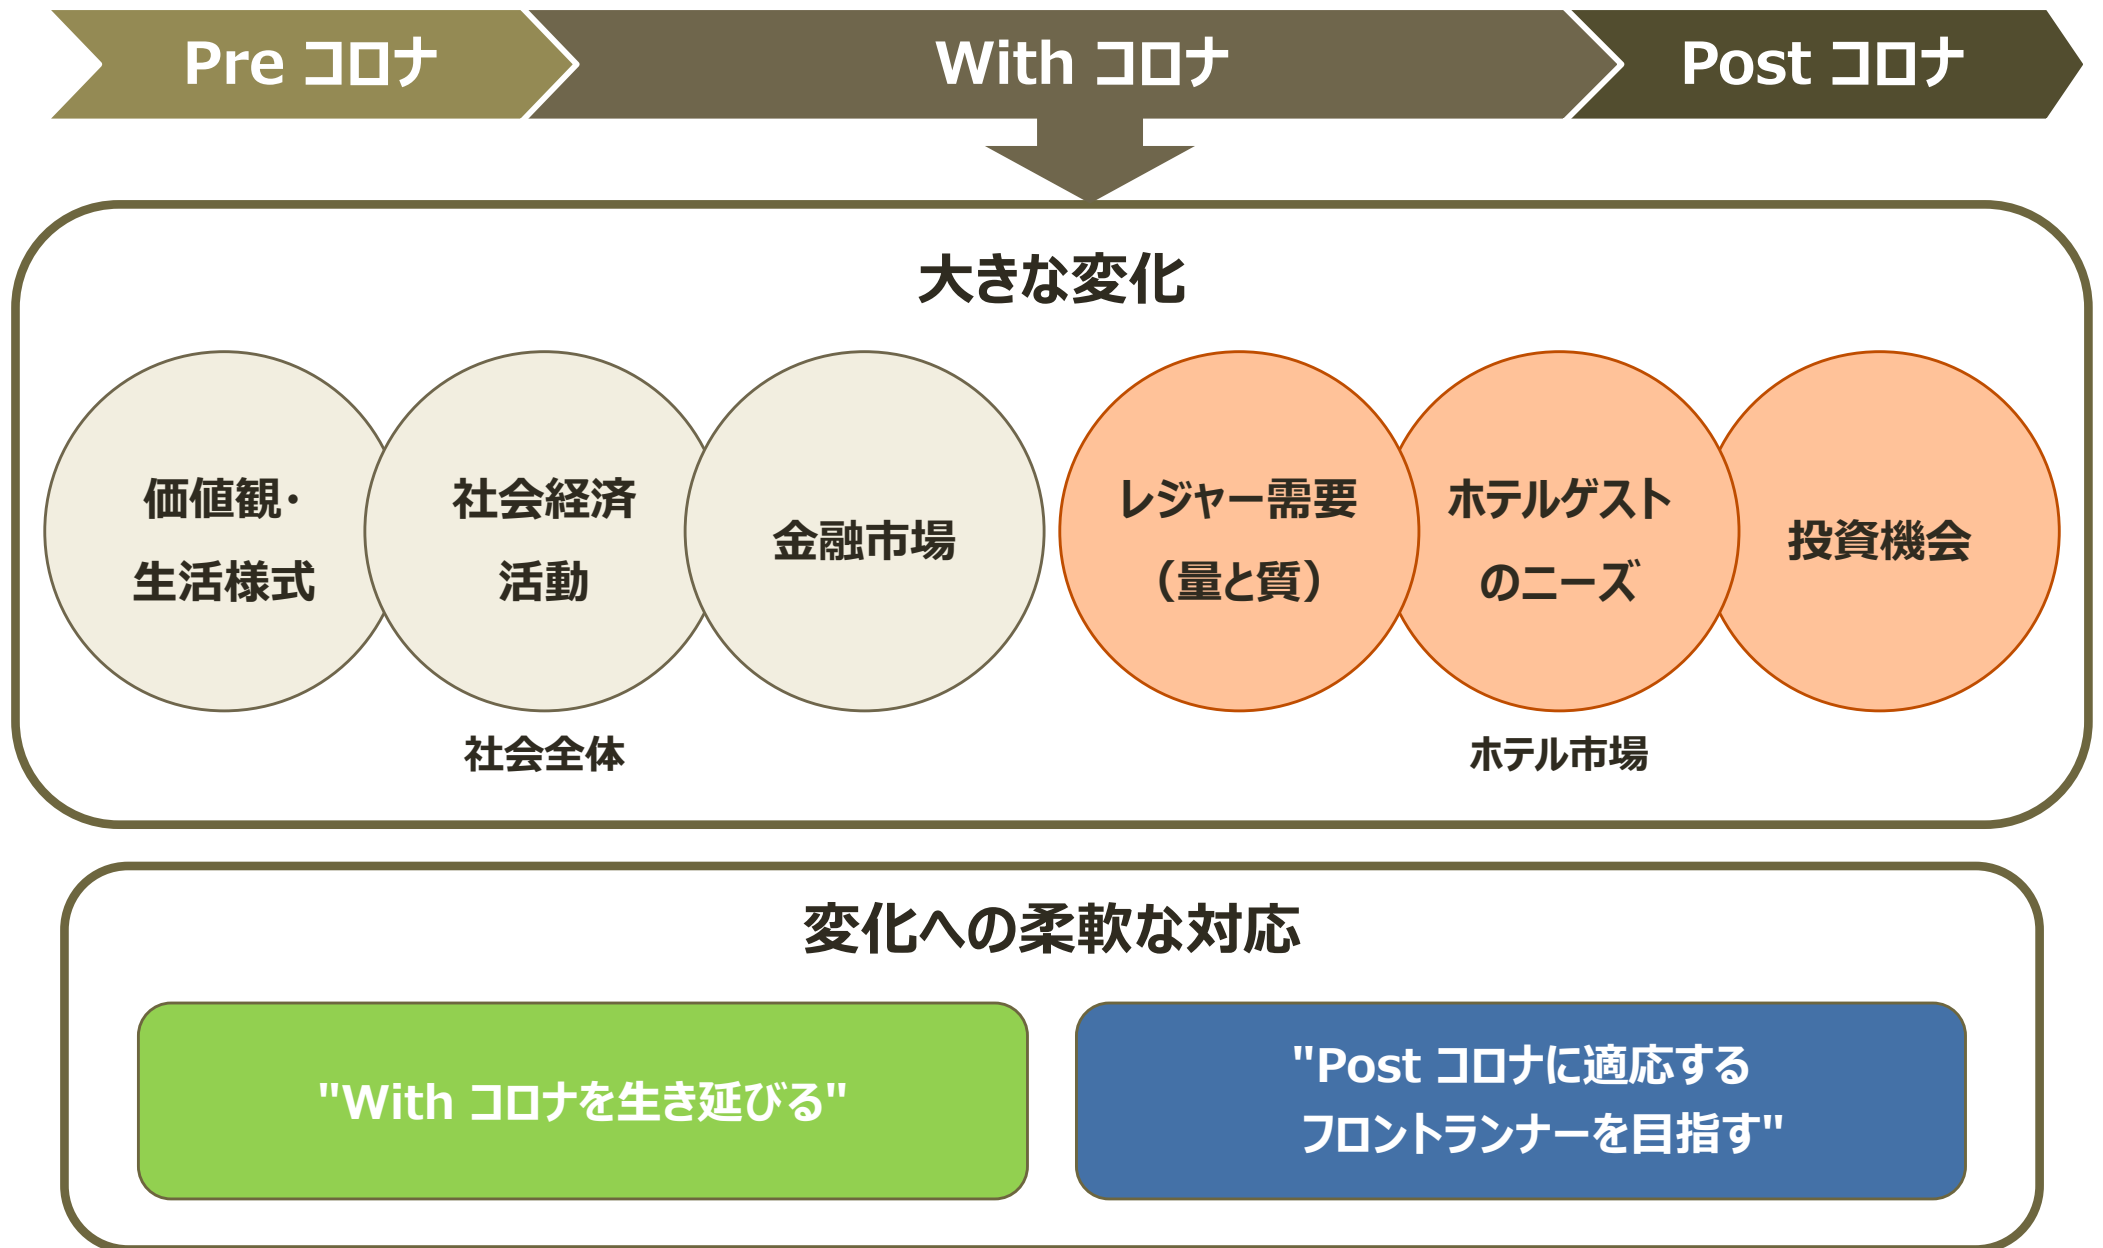 Pre コロナ
With コロナ
Post コロナ
大きな変化
価値観・
生活様式
社会経済
活動
金融市場
レジャー需要
（量と質）
ホテルゲスト
のニーズ
投資機会
社会全体
ホテル市場
変化への柔軟な対応
"With コロナを生き延びる"
"Post コロナに適応する
フロントランナーを目指す"